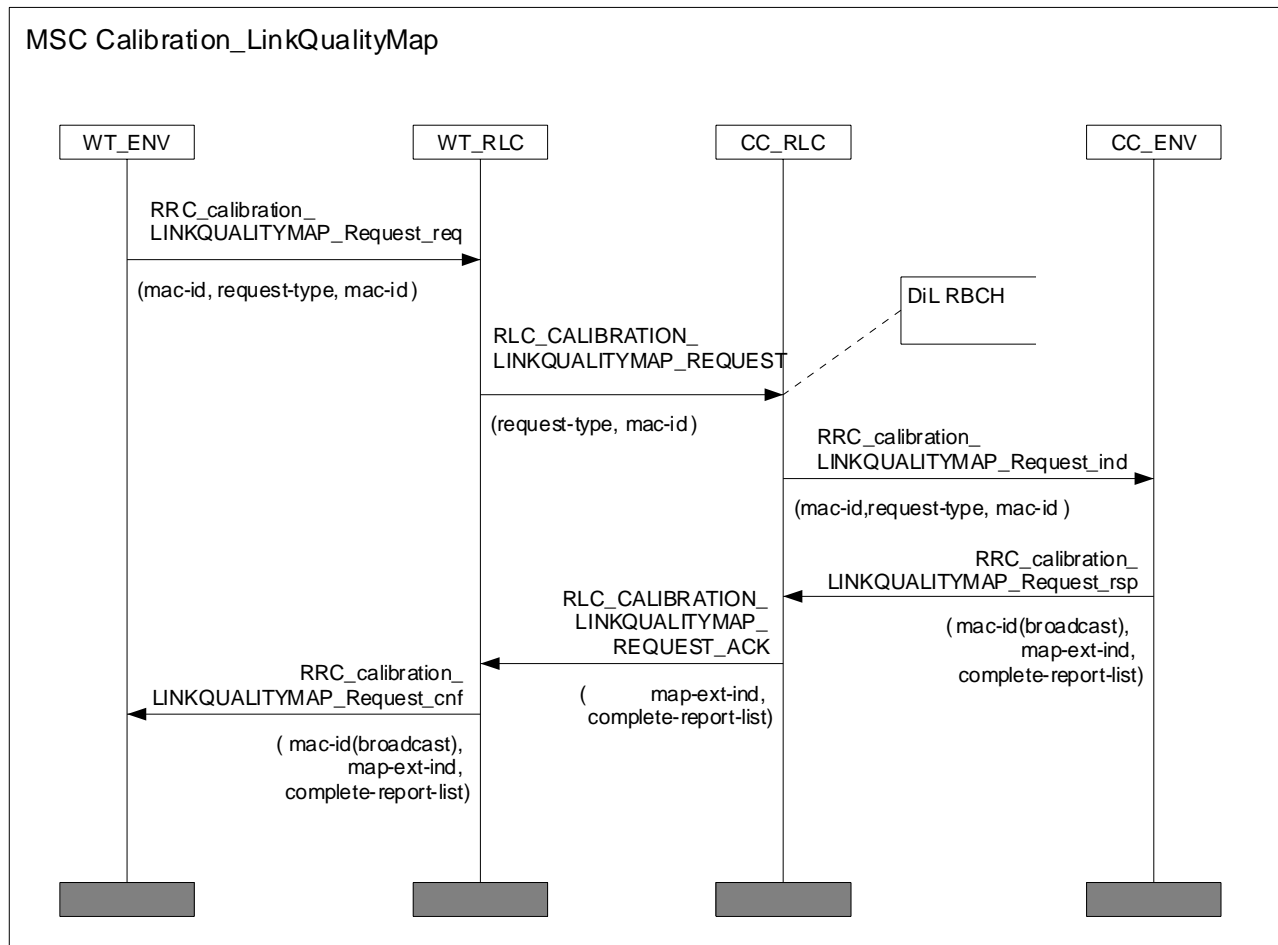 MSC Calibration_LinkQualityMap
WT_ENV
WT_RLC
CC_RLC
CC_ENV
RRC_calibration_
LINKQUALITYMAP_Request_req
(mac-id, request-type, mac-id )
DiL RBCH
RLC_CALIBRATION_
LINKQUALITYMAP_REQUEST
(request-type, mac-id )
RRC_calibration_
LINKQUALITYMAP_Request_ind
(mac-id,request-type, mac-id )
RRC_calibration_
LINKQUALITYMAP_Request_rsp
( mac-id(broadcast),
map-ext-ind,
complete-report-list)
RLC_CALIBRATION_
LINKQUALITYMAP_
REQUEST_ACK
( map-ext-ind,
complete-report-list)
RRC_calibration_
LINKQUALITYMAP_Request_cnf
( mac-id(broadcast),
map-ext-ind,
complete-report-list)